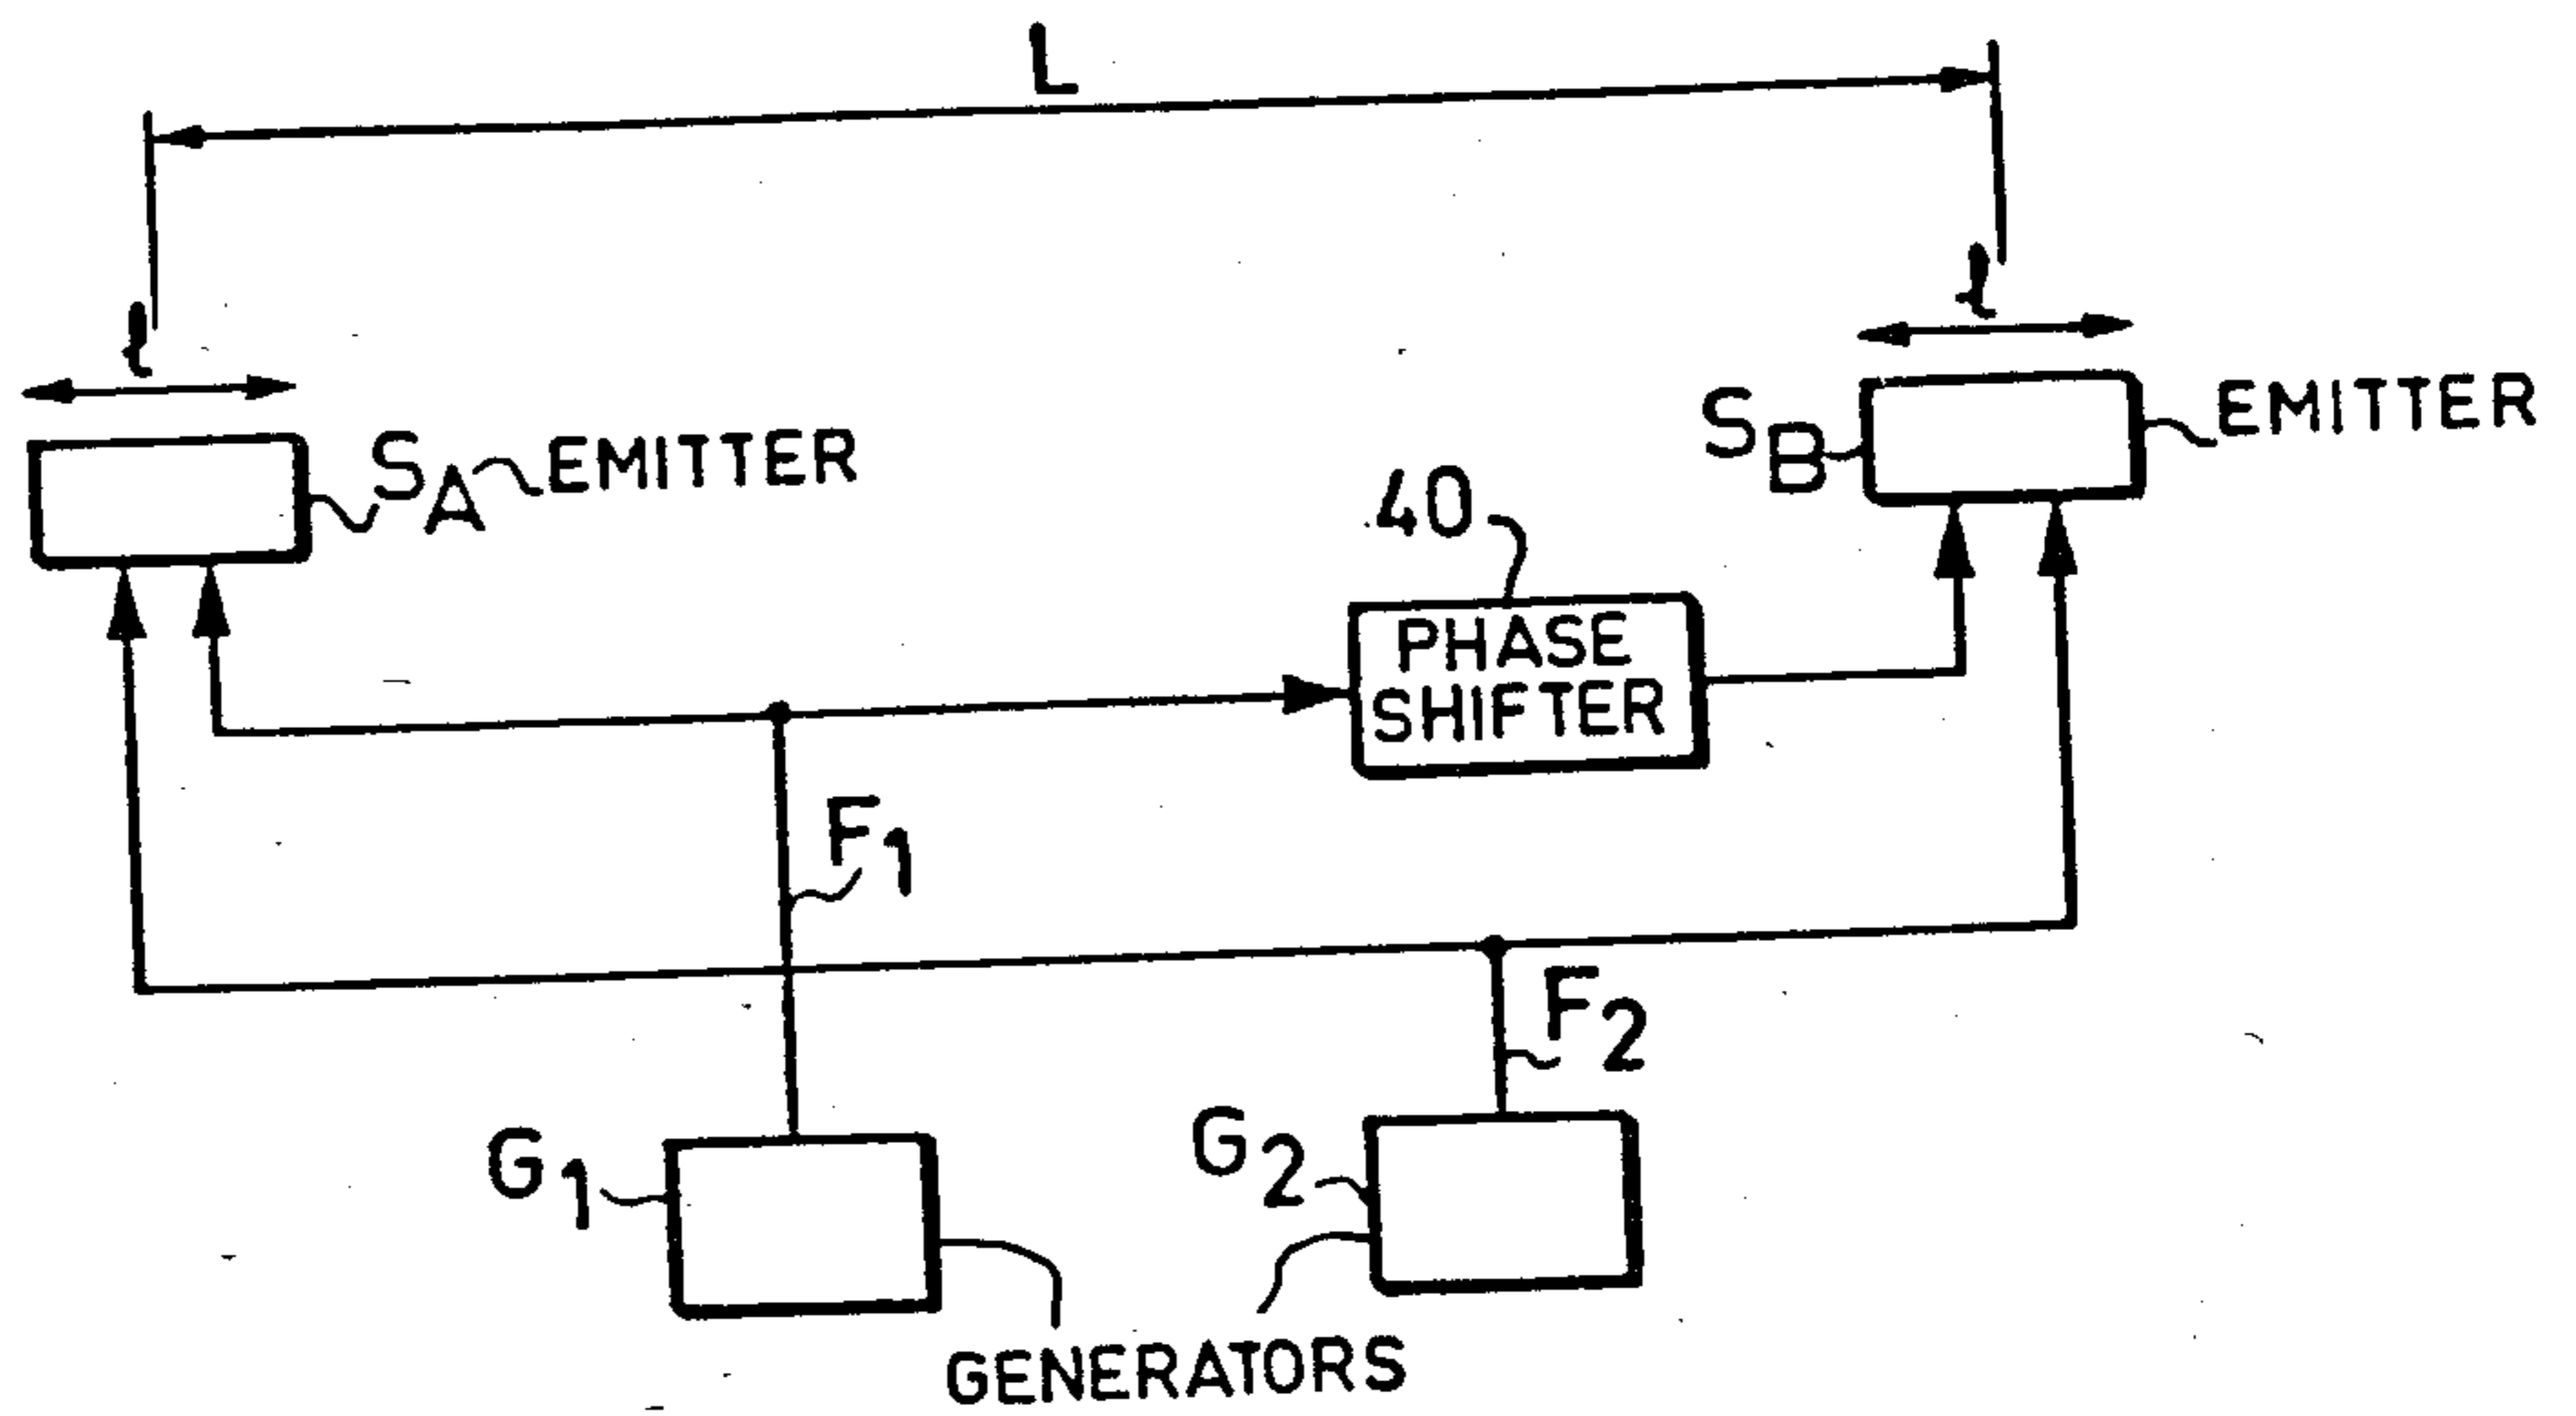 L
l
l
SA EMITTER
SB EMITTER
40
PHASE
SHIFTER
F1
F2
G1
G2
GENERATORS